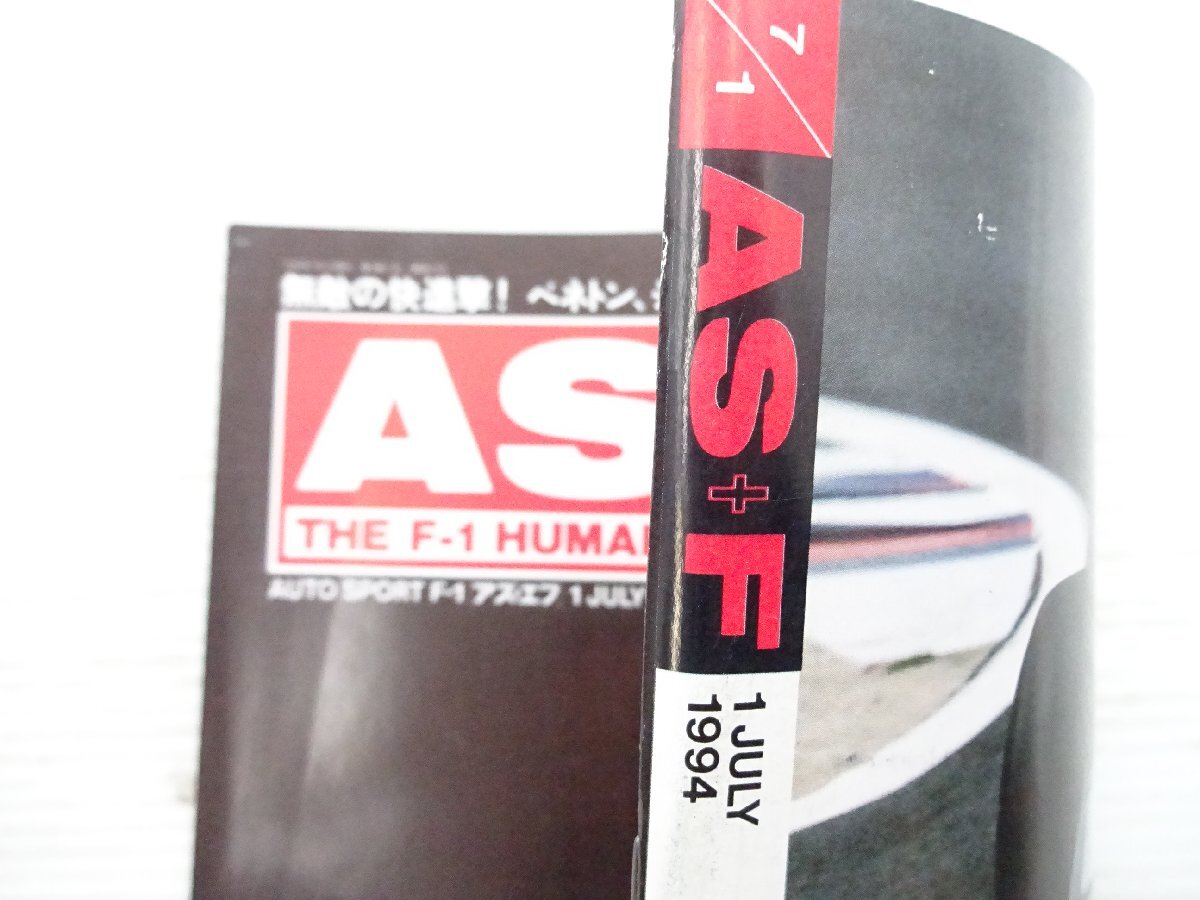 無敵の快進撃! ベネトン、
AS
THE F-1 HUMA
AUTO SPORT F-1 アス・エフ 1 JULY
7/1
AS+F
1 JULY
1994